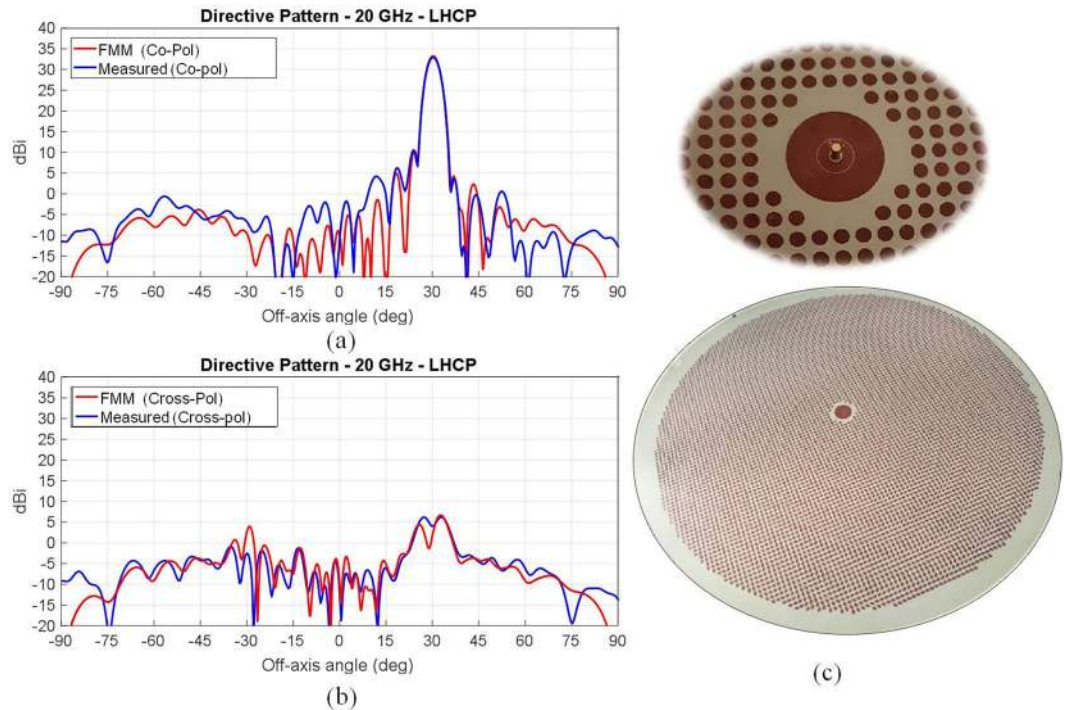 Directive Pattern - 20 GHz - LHCP
40
35
30
25
20
15
10
5
0
-5
-10
-15
-20
dBi
FMM (Co-Pol)
Measured (Co-pol)
-90 -75 -60 -45 -30 -15 0 15 30 45 60 75 90
Off-axis angle (deg)
(a)
Directive Pattern - 20 GHz - LHCP
40
35
30
25
20
15
10
5
0
-5
-10
-15
-20
dBi
FMM (Cross-Pol)
Measured (Cross-pol)
-90 -75 -60 -45 -30 -15 0 15 30 45 60 75 90
Off-axis angle (deg)
(b)
(c)